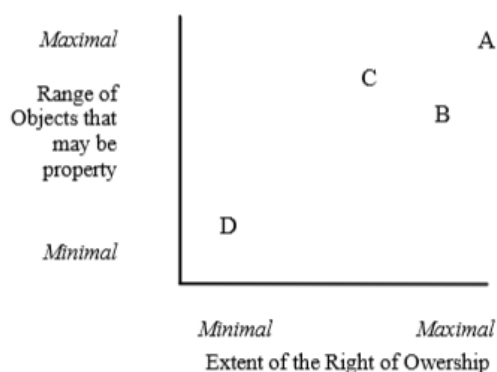 Maximal
A
C
Range of
Objects that
may be
property
B
D
Minimal
Minimal Maximal
Extent of the Right of Owership